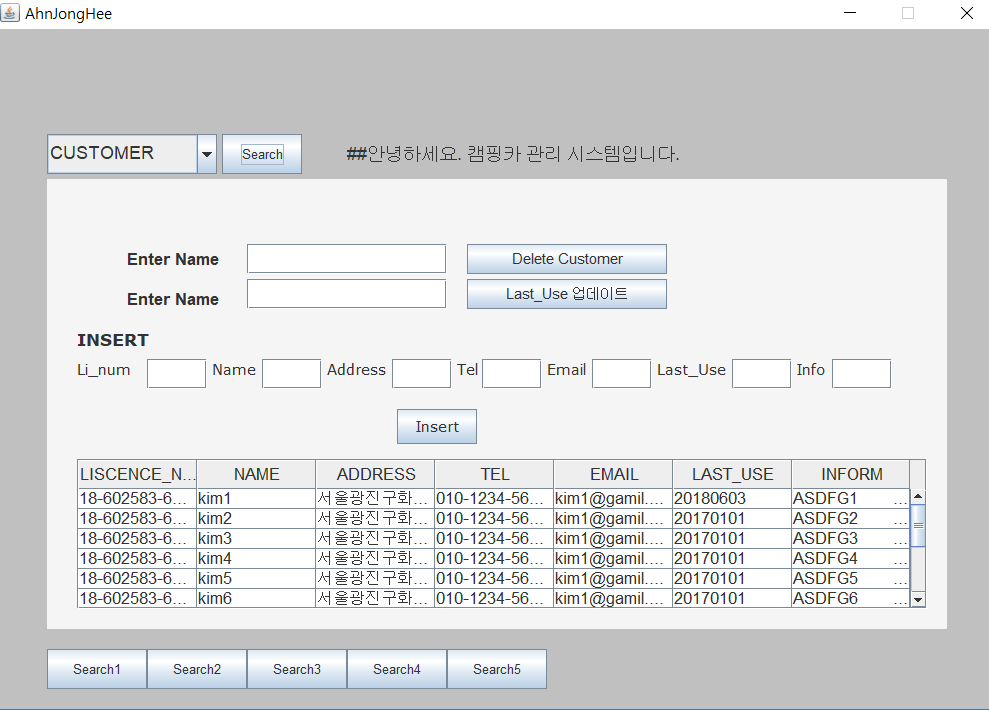 AhnJongHee
CUSTOMER Search ##안녕하세요. 캠핑카 관리 시스템입니다.
Enter Name Delete Customer
Enter Name Last_Use 업데이트
INSERT
Li_num Name Address Tel Email Last_Use Info
Insert
LISCENCE_N... NAME ADDRESS TEL EMAIL LAST_USE INFORM
18-602583-6... kim1 서울광진구화... 010-1234-56... kim1@gamil.... 20180603 ASDFG1 ...
18-602583-6... kim2 서울광진구화... 010-1234-56... kim1@gamil.... 20170101 ASDFG2 ...
18-602583-6... kim3 서울광진구화... 010-1234-56... kim1@gamil.... 20170101 ASDFG3 ...
18-602583-6... kim4 서울광진구화... 010-1234-56... kim1@gamil.... 20170101 ASDFG4 ...
18-602583-6... kim5 서울광진구화... 010-1234-56... kim1@gamil.... 20170101 ASDFG5 ...
18-602583-6... kim6 서울광진구화... 010-1234-56... kim1@gamil.... 20170101 ASDFG6 ...
Search1 Search2 Search3 Search4 Search5